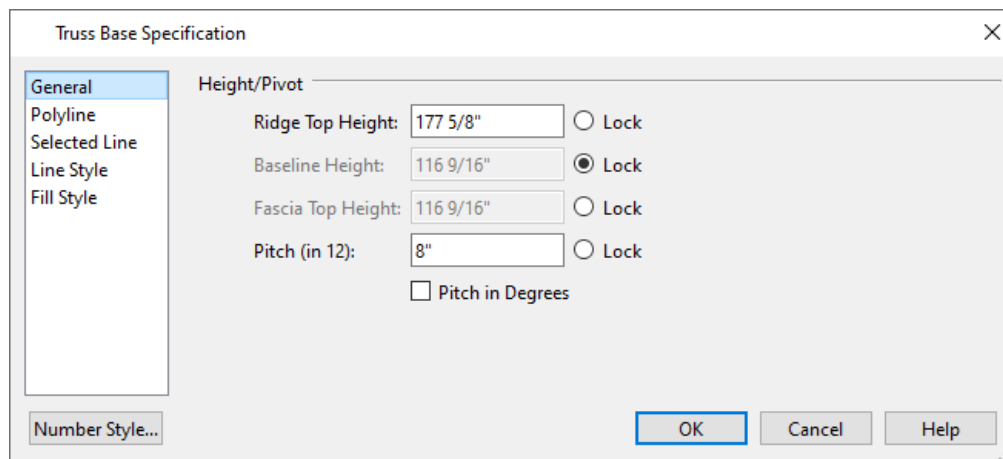 Truss Base Specification
General
Polyline
Selected Line
Line Style
Fill Style
Height/Pivot
Ridge Top Height: 177 5/8" Lock
Baseline Height: 116 9/16" Lock
Fascia Top Height: 116 9/16" Lock
Pitch (in 12): 8" Lock
Pitch in Degrees
Number Style... OK Cancel Help